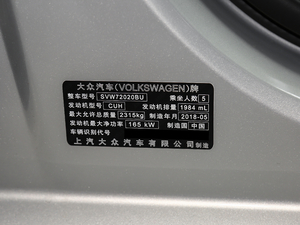 大众汽车(VOLKSWAGEN)牌
整车型号 SVW72020BU 乘坐人数 5
发动机型号 CUH 发动机排量 1984 mL
最大允许总质量 2315kg 制造年月 2018-05
发动机最大净功率 165 kW 制造国 中国
车辆识别代号
上汽大众汽车有限公司 制造